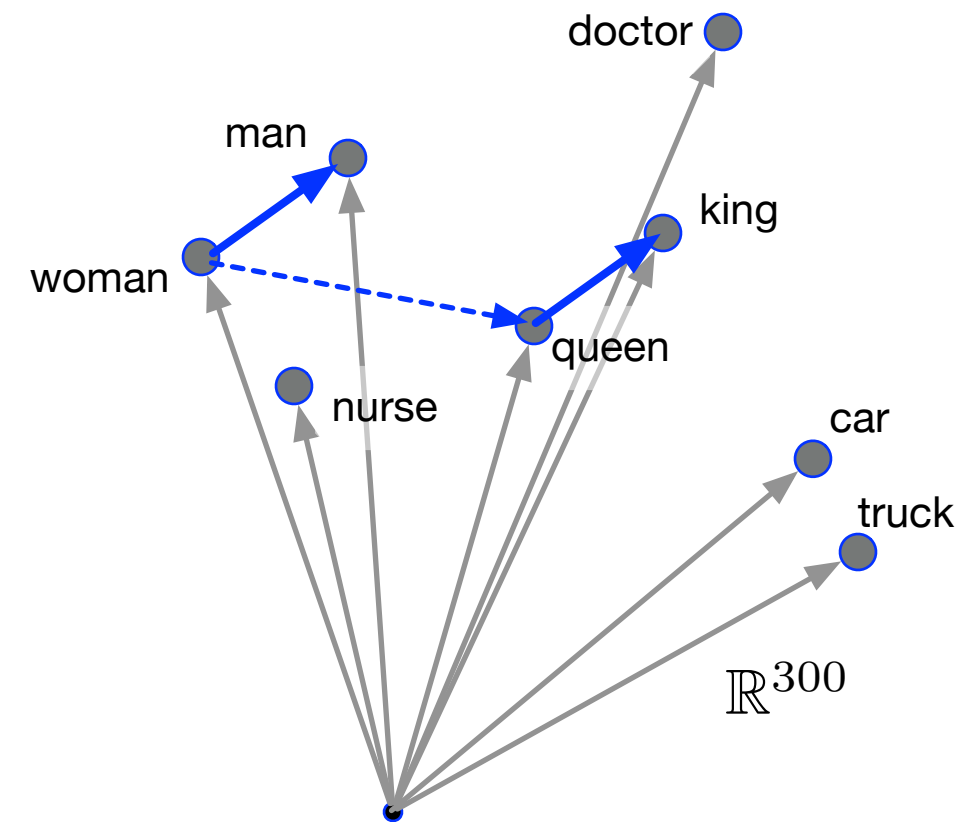 doctor
man
king
woman
queen
nurse
car
truck
ℝ³⁰⁰